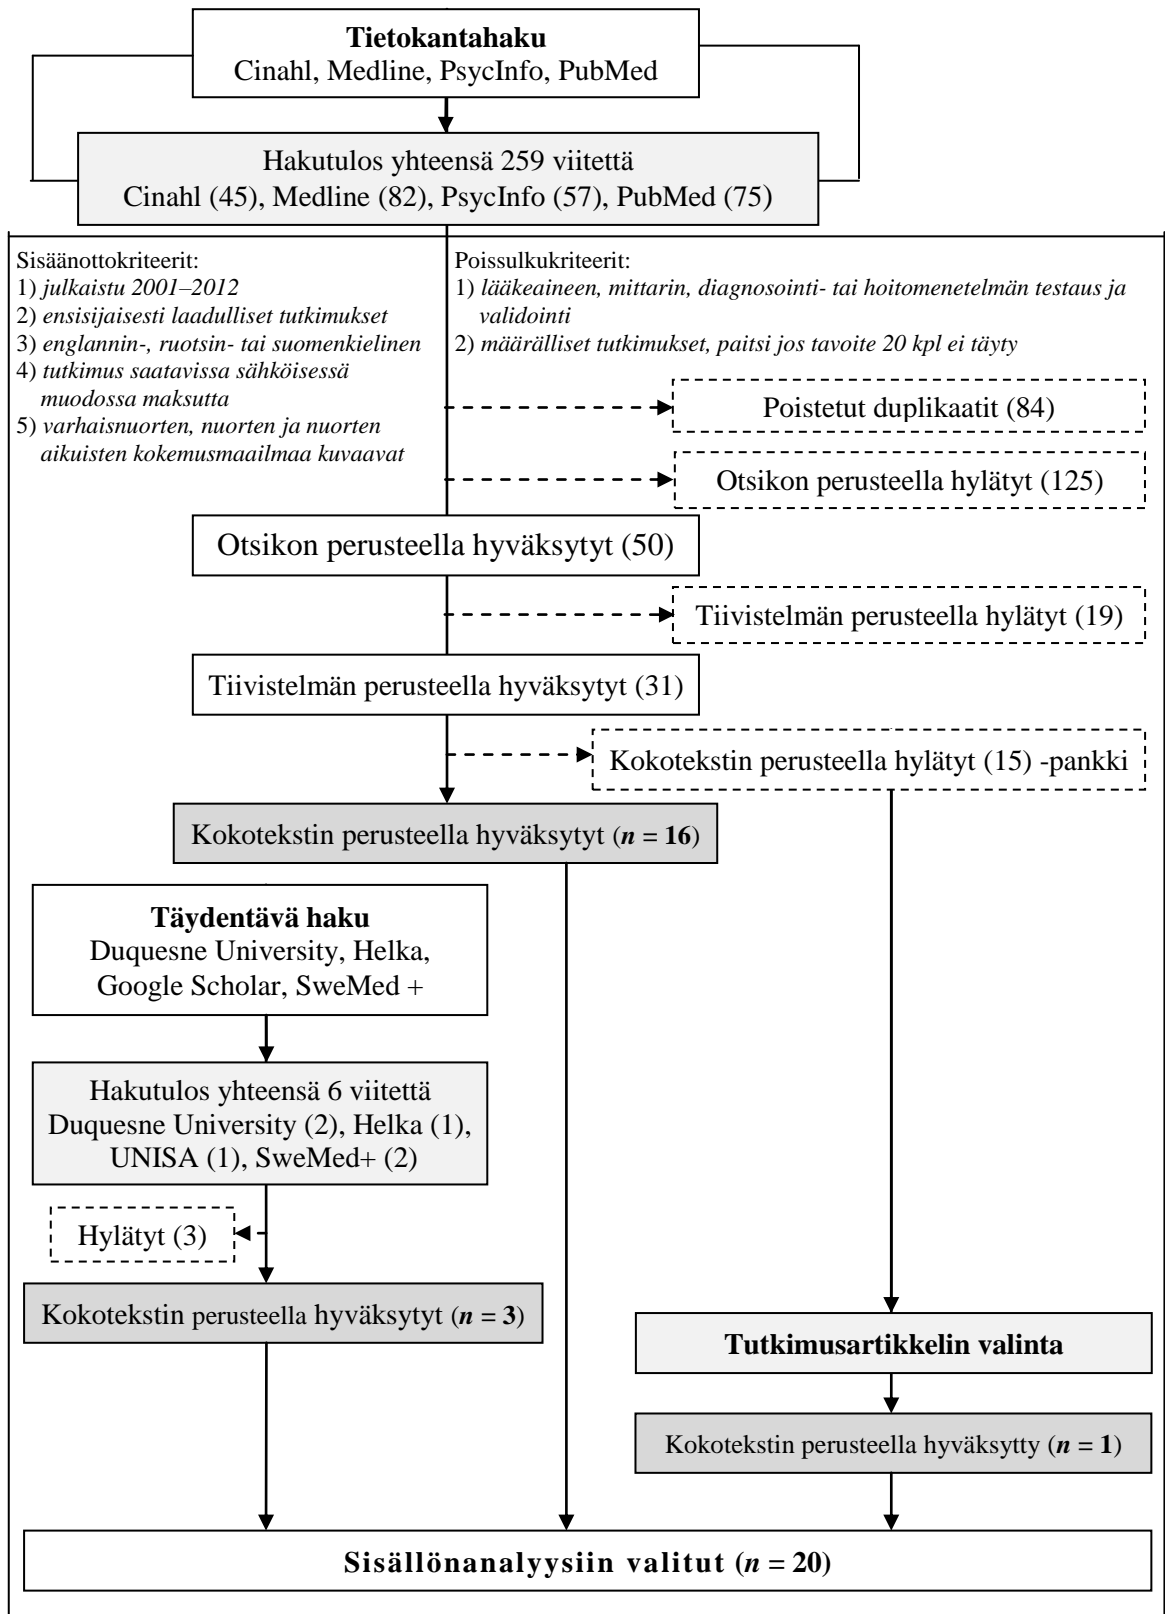 Tietokantahaku
Cinahl, Medline, PsycInfo, PubMed
Hakutulos yhteensä 259 viitettä
Cinahl (45), Medline (82), PsycInfo (57), PubMed (75)
Sisäänottokriteerit:
1) julkaistu 2001–2012
2) ensisijaisesti laadulliset tutkimukset
3) englannin-, ruotsin- tai suomenkielinen
4) tutkimus saatavissa sähköisessä
muodossa maksutta
5) varhaisnuorten, nuorten ja nuorten
aikuisten kokemusmaailmaa kuvaavat
Poissulkukriteerit:
1) lääkeaineen, mittarin, diagnosointi- tai hoitomenetelmän testaus ja
validointi
2) määrälliset tutkimukset, paitsi jos tavoite 20 kpl ei täyty
Poistetut duplikaatit (84)
Otsikon perusteella hylätyt (125)
Otsikon perusteella hyväksytyt (50)
Tiivistelmän perusteella hylätyt (19)
Tiivistelmän perusteella hyväksytyt (31)
Kokotekstin perusteella hylätyt (15) -pankki
Kokotekstin perusteella hyväksytyt (n = 16)
Täydentävä haku
Duquesne University, Helka,
Google Scholar, SweMed +
Hakutulos yhteensä 6 viitettä
Duquesne University (2), Helka (1),
UNISA (1), SweMed+ (2)
Hylätyt (3)
Kokotekstin perusteella hyväksytyt (n = 3)
Tutkimusartikkelin valinta
Kokotekstin perusteella hyväksytty (n = 1)
Sisällönanalyysiin valitut (n = 20)